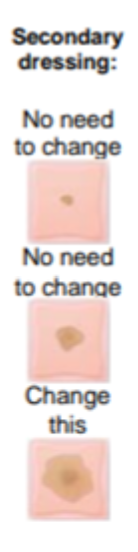 Secondary
dressing:
No need
to change
No need
to change
Change
this